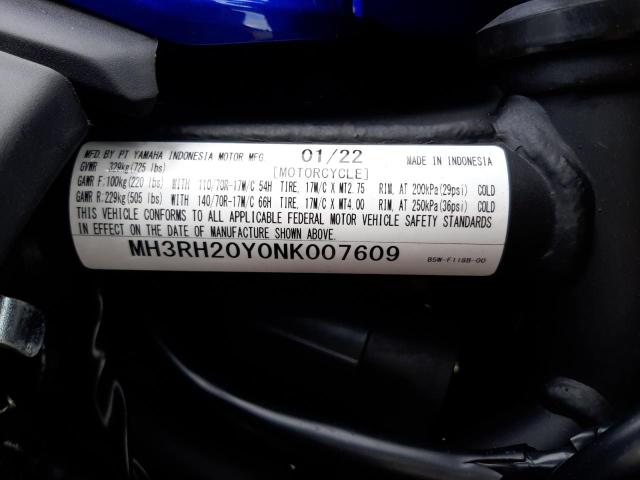 MFD. BY PT YAMAHA INDONESIA MOTOR MFG. 01/22 MADE IN INDONESIA
GVWR 329kg(725 lbs) [MOTORCYCLE]
GAWR F:100kg(220 lbs) WITH 110/70R-17M/C 54H TIRE, 17M/C X MT2.75 RIM, AT 200kPa(29psi) COLD
GAWR R:229kg(505 lbs) WITH 140/70R-17M/C 66H TIRE, 17M/C X MT4.00 RIM, AT 250kPa(36psi) COLD
THIS VEHICLE CONFORMS TO ALL APPLICABLE FEDERAL MOTOR VEHICLE SAFETY STANDARDS
IN EFFECT ON THE DATE OF MANUFACTURE SHOWN ABOVE.
MH3RH20Y0NK007609
B5W-F118B-00